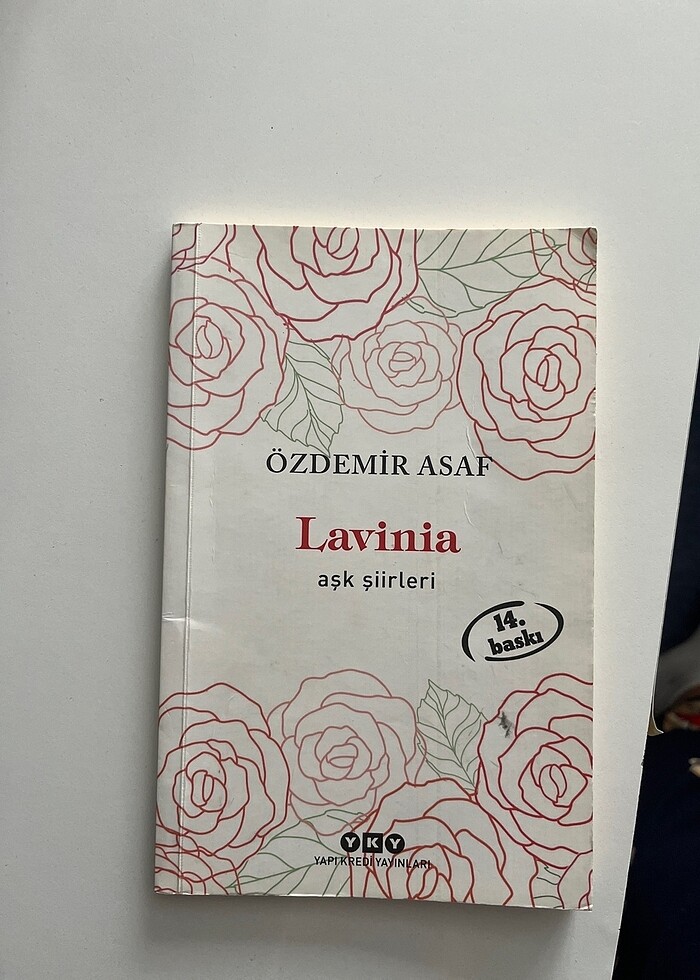 ÖZDEMİR ASAF
Lavinia
aşk şiirleri
14.
baskı
YKY
YAPI KREDİ YAYINLARI